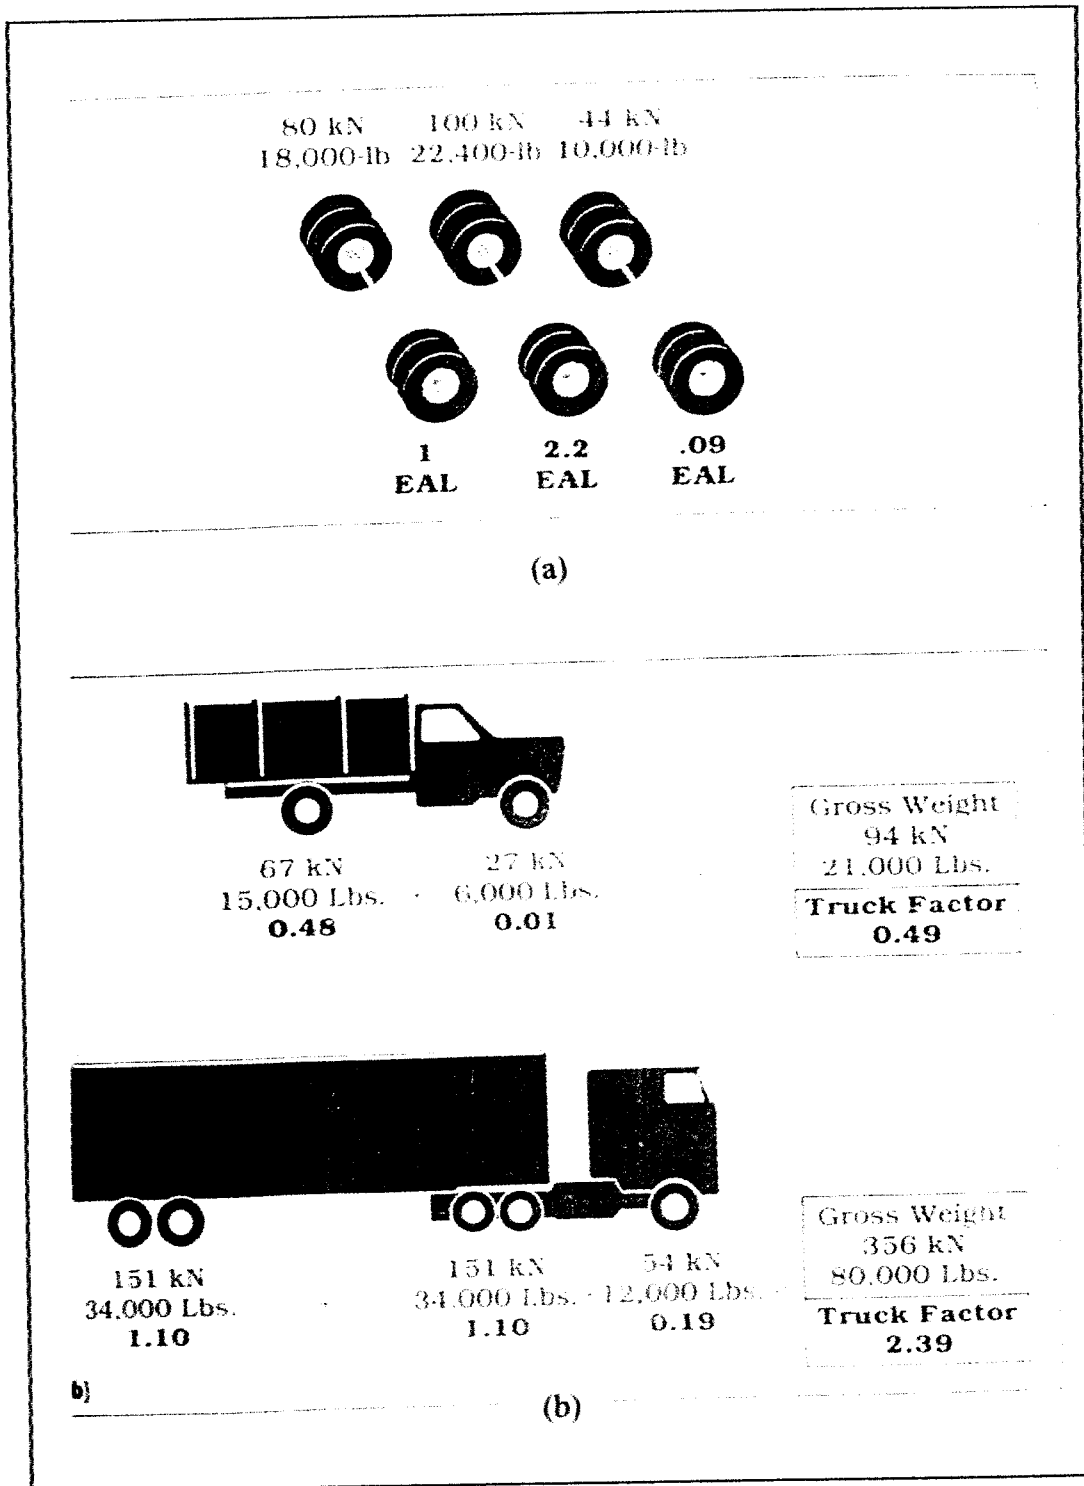 80 kN 100 kN 44 kN
18,000-lb 22,400-lb 10,000-lb
1 2.2 .09
EAL EAL EAL
(a)
67 kN 27 kN
15,000 Lbs. 6,000 Lbs.
0.48 0.01
Gross Weight
94 kN
21,000 Lbs.
Truck Factor
0.49
151 kN 151 kN 54 kN
34,000 Lbs. 34,000 Lbs. 12,000 Lbs.
1.10 1.10 0.19
Gross Weight
356 kN
80,000 Lbs.
Truck Factor
2.39
b)
(b)